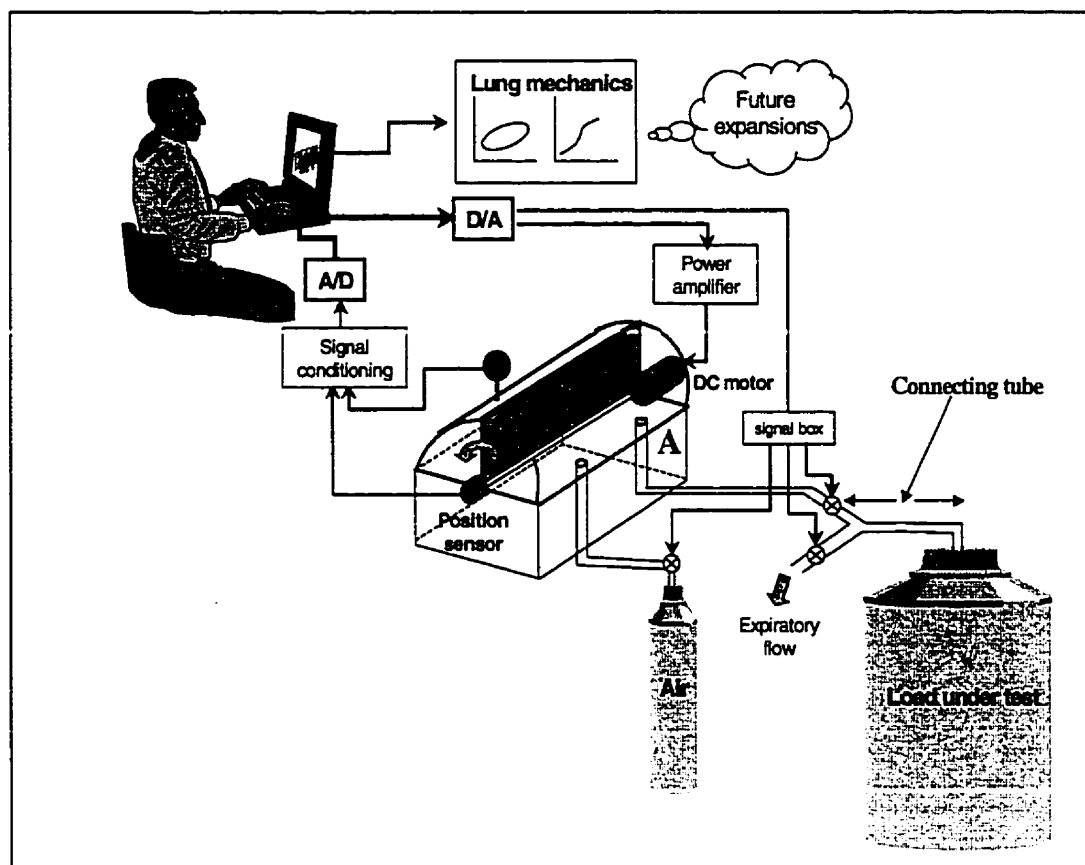 Lung mechanics
Future
expansions
D/A
A/D
Power
amplifier
Signal
conditioning
DC motor
Connecting tube
signal box
A
Position
sensor
Expiratory
flow
Air
Load under test